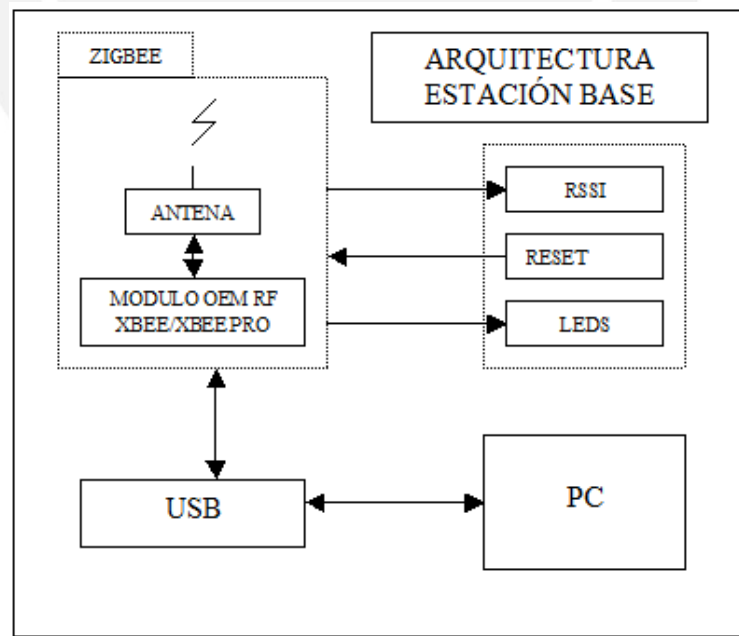 ZIGBEE
ARQUITECTURA
ESTACIÓN BASE
ANTENA
MODULO OEM RF
XBEE/XBEE PRO
RSSI
RESET
LEDS
USB
PC